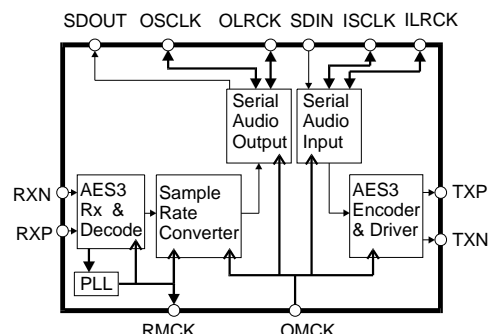 SDOUT OSCLK OLRCK SDIN ISCLK ILRCK
Serial
Audio
Output
Serial
Audio
Input
RXN
RXP
AES3
Rx &
Decode
Sample
Rate
Converter
AES3
Encoder
& Driver
TXP
TXN
PLL
RMCK
OMCK